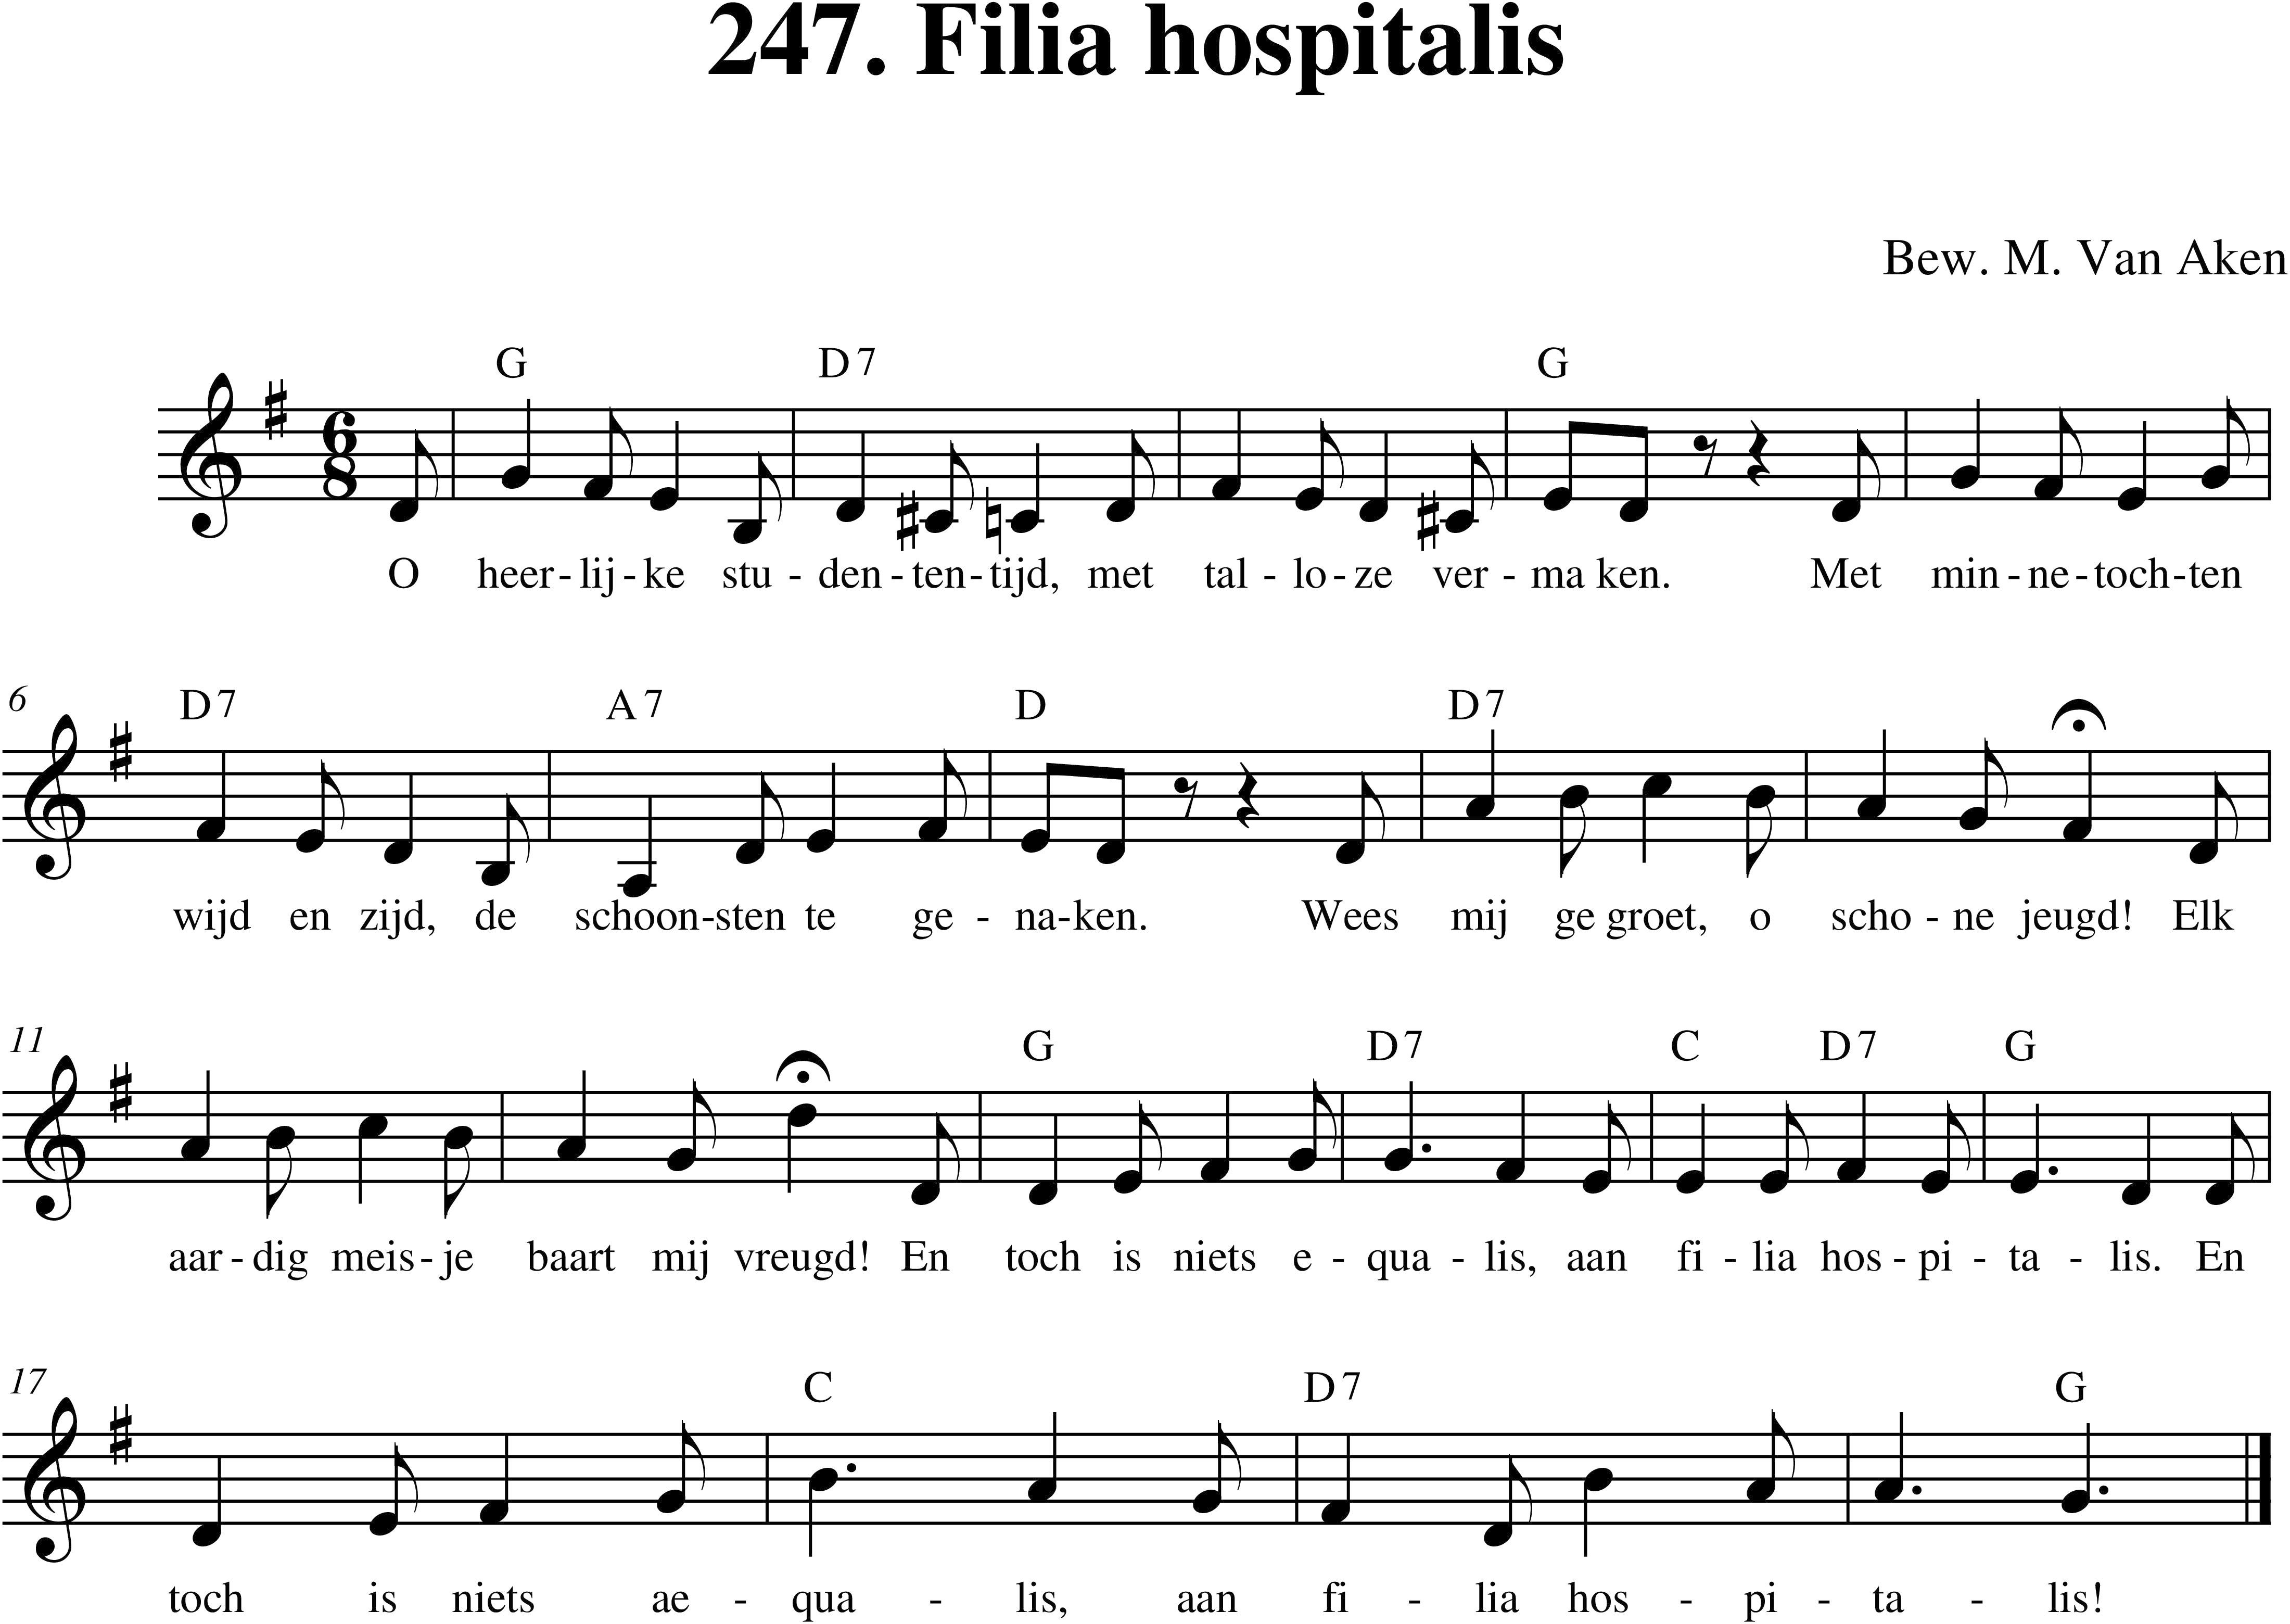 247. Filia hospitalis
Bew. M. Van Aken
G D7 G
6
8
O heer - lij - ke stu - den - ten - tijd, met tal - lo - ze ver - ma ken. Met min - ne - toch - ten
6 D7 A7 D D7
wijd en zijd, de schoon - sten te ge - na - ken. Wees mij ge groet, o scho - ne jeugd! Elk
11 G D7 C D7 G
aar - dig meis - je baart mij vreugd! En toch is niets e - qua - lis, aan fi - lia hos - pi - ta - lis. En
17 C D7 G
toch is niets ae - qua - lis, aan fi - lia hos - pi - ta - lis!